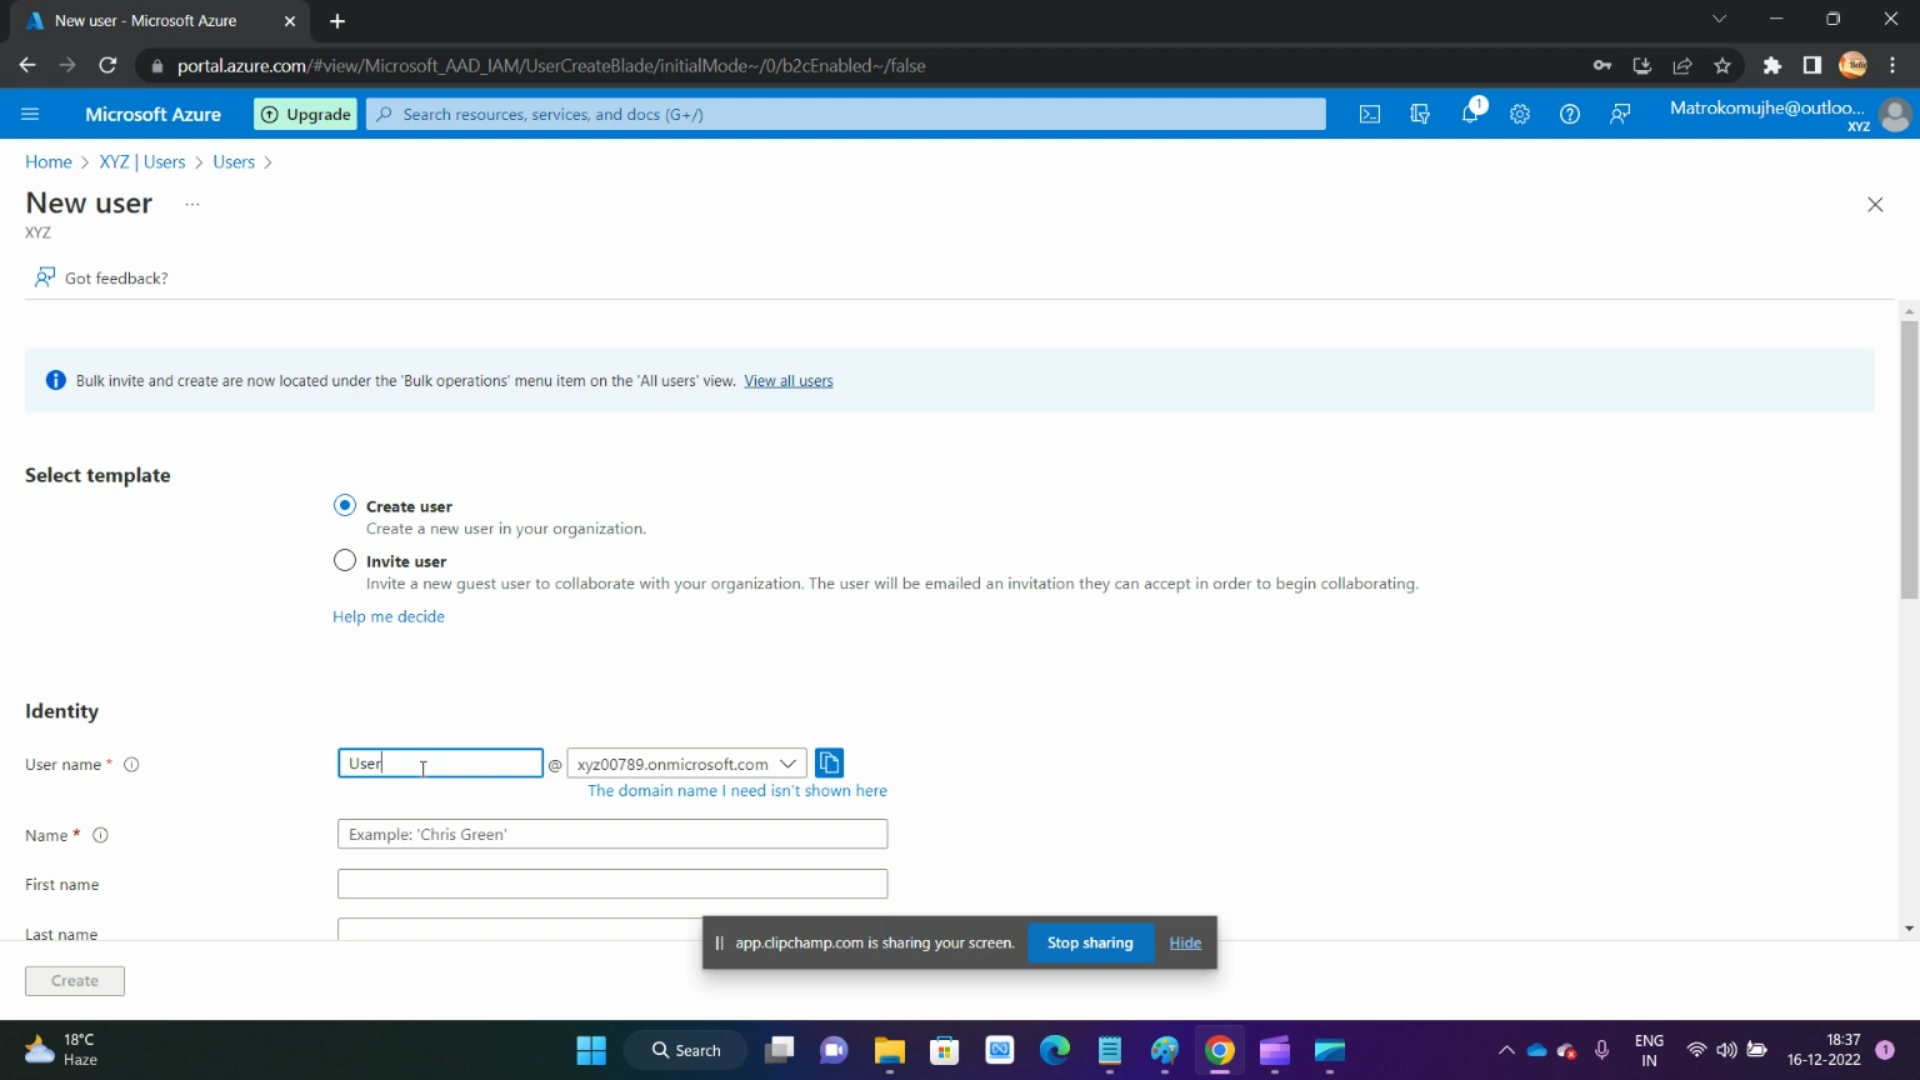 New user - Microsoft Azure
portal.azure.com/#view/Microsoft_AAD_IAM/UserCreateBlade/initialMode~/0/b2cEnabled~/false
Microsoft Azure
Upgrade
Search resources, services, and docs (G+/)
1
Matrokomujhe@outloo...
XYZ
Home > XYZ | Users > Users >
New user ...
XYZ
Got feedback?
Bulk invite and create are now located under the 'Bulk operations' menu item on the 'All users' view. View all users
Select template
Create user
Create a new user in your organization.
Invite user
Invite a new guest user to collaborate with your organization. The user will be emailed an invitation they can accept in order to begin collaborating.
Help me decide
Identity
User name * User @ xyz00789.onmicrosoft.com
The domain name I need isn't shown here
Name * Example: 'Chris Green'
First name
Last name
app.clipchamp.com is sharing your screen. Stop sharing Hide
Create
18°C
Haze
Search
ENG
IN
18:37
16-12-2022
1